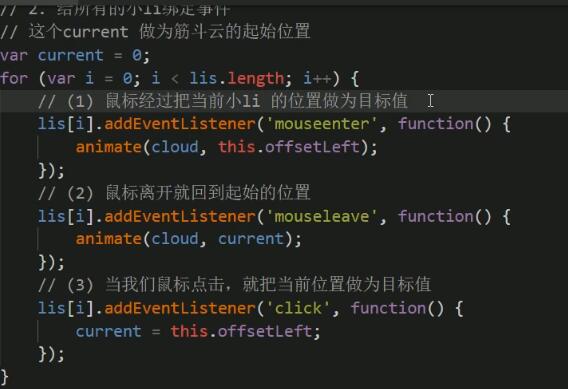 // 2. 给所有的小li绑定事件
// 这个current 做为筋斗云的起始位置
var current = 0;
for (var i = 0; i < lis.length; i++) {
// (1) 鼠标经过把当前小li 的位置做为目标值
lis[i].addEventListener('mouseenter', function() {
animate(cloud, this.offsetLeft);
});
// (2) 鼠标离开就回到起始的位置
lis[i].addEventListener('mouseleave', function() {
animate(cloud, current);
});
// (3) 当我们鼠标点击，就把当前位置做为目标值
lis[i].addEventListener('click', function() {
current = this.offsetLeft;
});
}